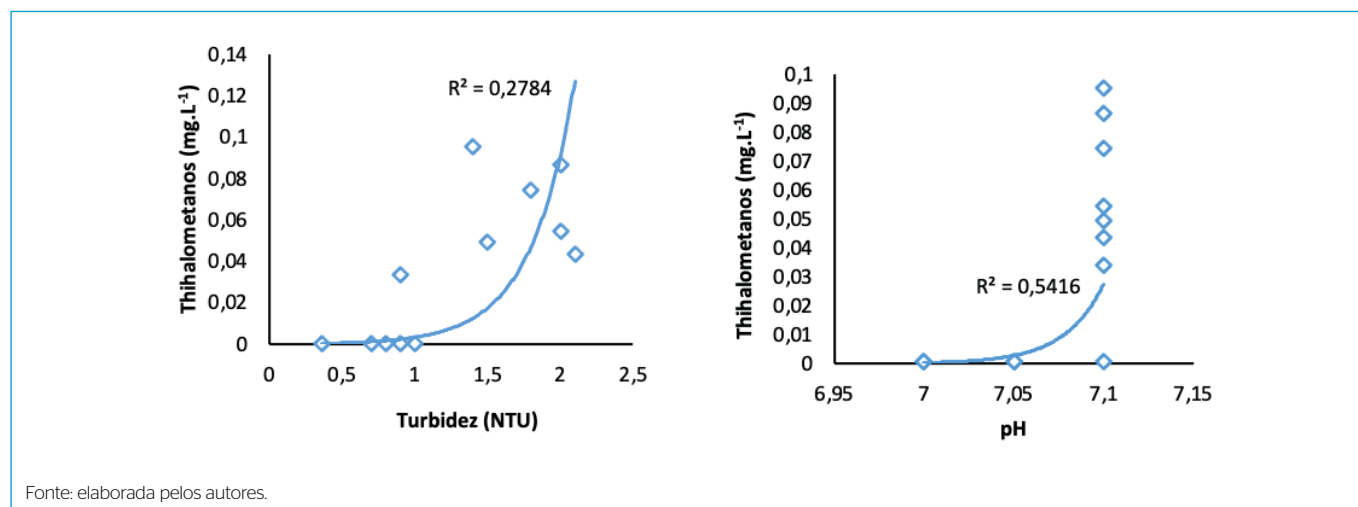 0,14
0,12
0,1
0,08
0,06
0,04
0,02
0
Thihalometanos (mg.L⁻¹)
R² = 0,2784
0 0,5 1 1,5 2 2,5
Turbidez (NTU)
0,1
0,09
0,08
0,07
0,06
0,05
0,04
0,03
0,02
0,01
0
Thihalometanos (mg.L⁻¹)
R² = 0,5416
6,95 7 7,05 7,1 7,15
pH
Fonte: elaborada pelos autores.